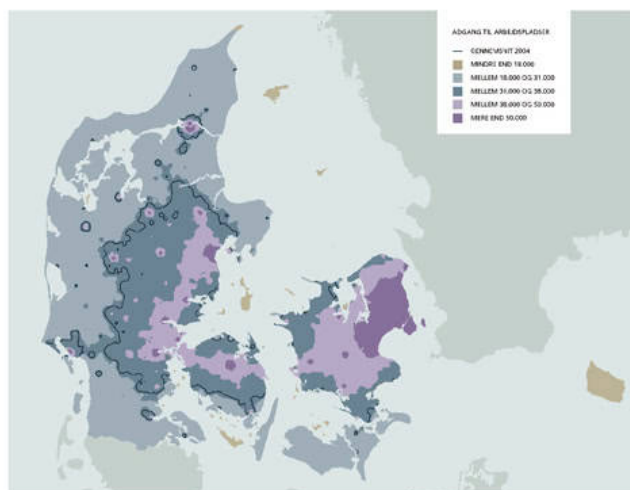 ADGANG TIL ARBEJDSPLADSER
GENNEMSNIT 2004
MINDRE END 18.000
MELLEM 18.000 OG 31.000
MELLEM 31.000 OG 38.000
MELLEM 38.000 OG 50.000
MERE END 50.000